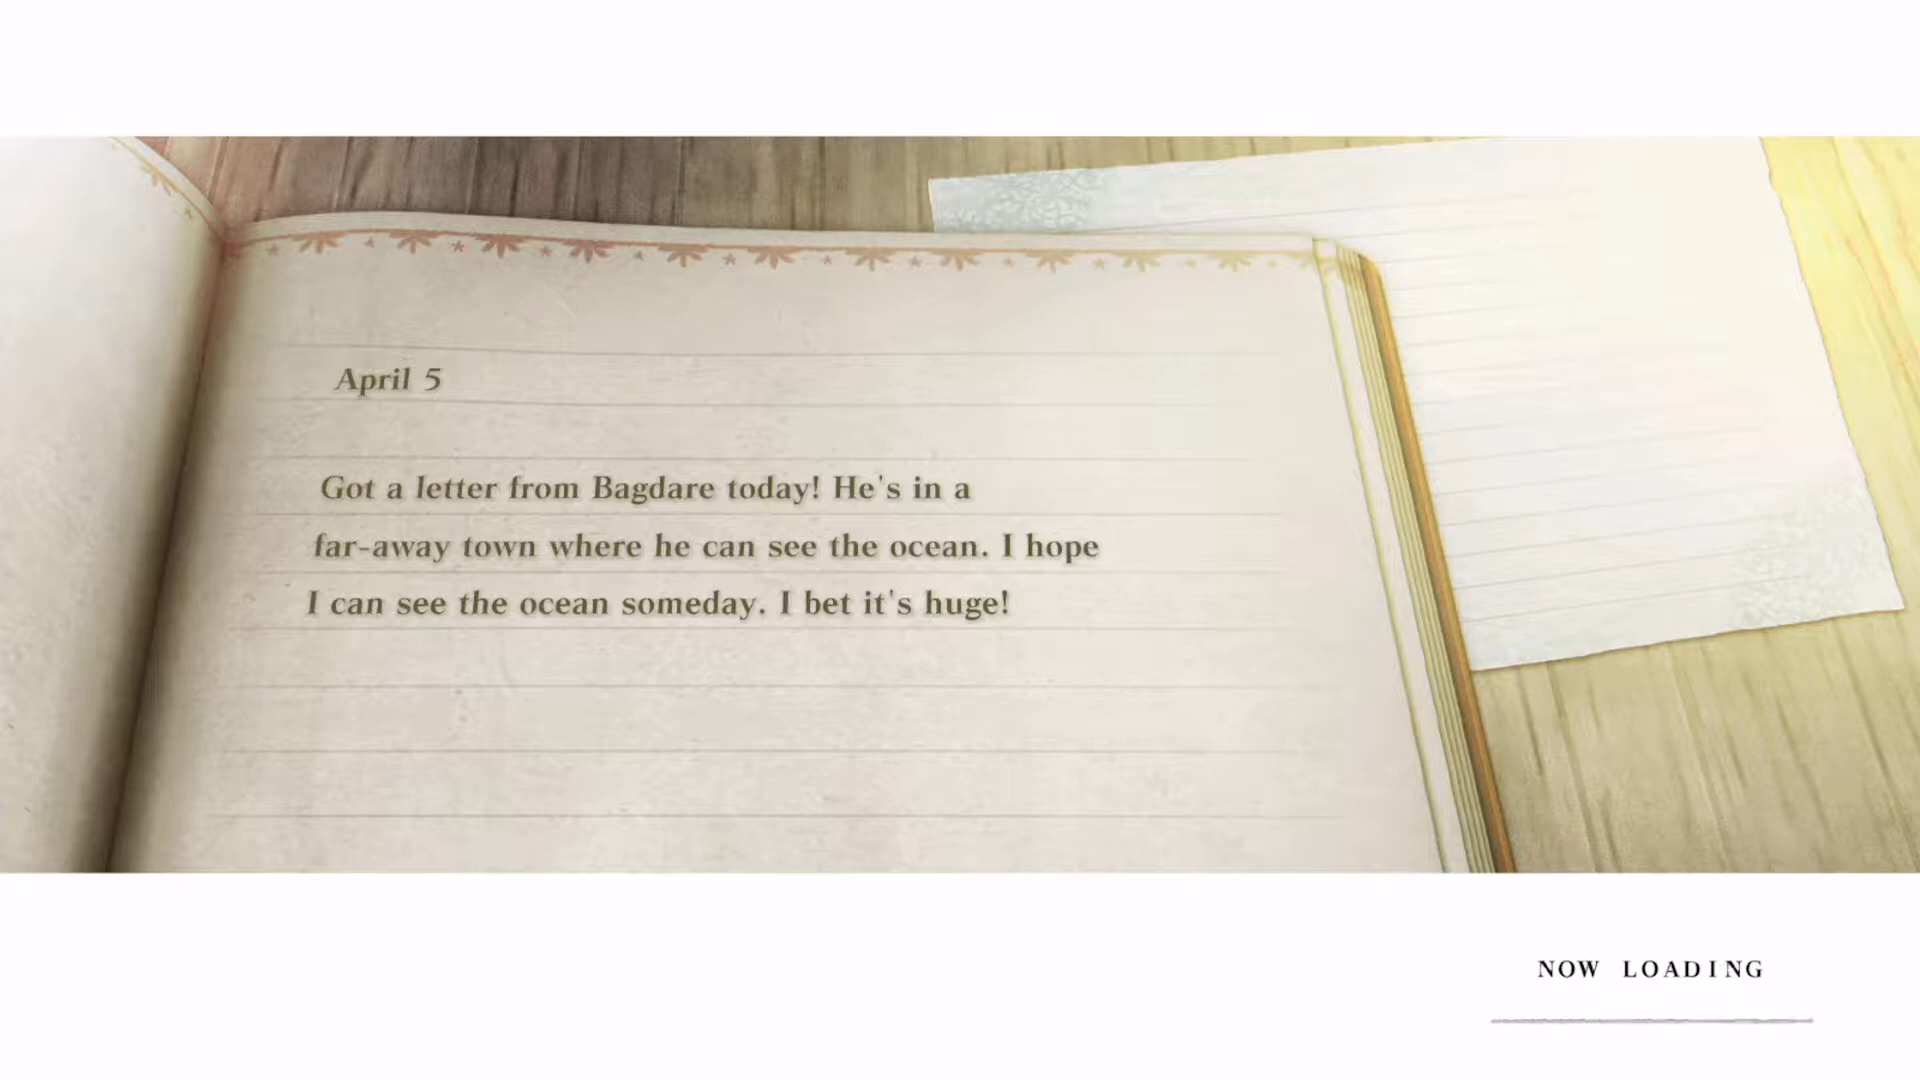 April 5
Got a letter from Bagdare today! He's in a
far-away town where he can see the ocean. I hope
I can see the ocean someday. I bet it's huge!
NOW LOADING